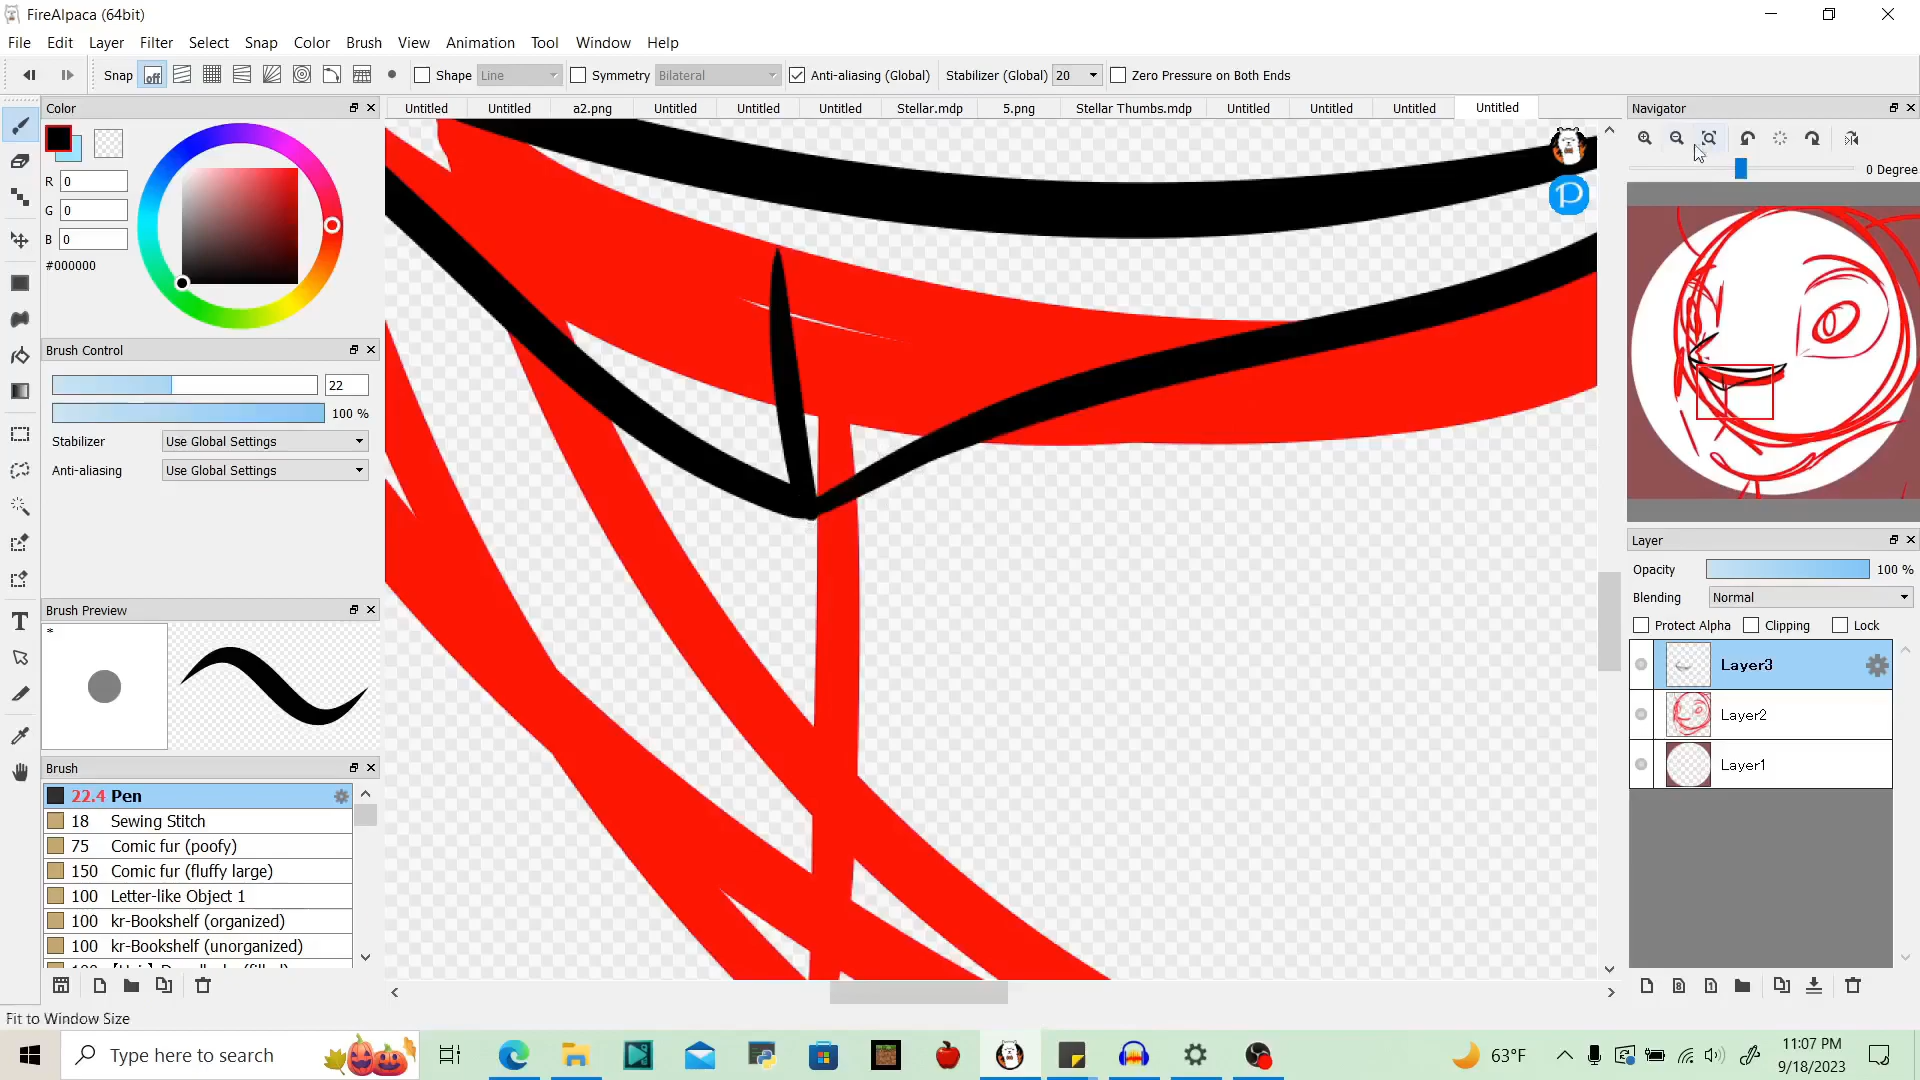 FireAlpaca (64bit)
File Edit Layer Filter Select Snap Color Brush View Animation Tool Window Help
Snap off Shape Line Symmetry Bilateral Anti-aliasing (Global) Stabilizer (Global) 20 Zero Pressure on Both Ends
Color
R 0
G 0
B 0
#000000
Brush Control
22
100 %
Stabilizer Use Global Settings
Anti-aliasing Use Global Settings
Brush Preview
*
Brush
22.4 Pen
18 Sewing Stitch
75 Comic fur (poofy)
150 Comic fur (fluffy large)
100 Letter-like Object 1
100 kr-Bookshelf (organized)
100 kr-Bookshelf (unorganized)
Untitled Untitled a2.png Untitled Untitled Untitled Stellar.mdp 5.png Stellar Thumbs.mdp Untitled Untitled Untitled Untitled
P
Navigator
0 Degree
Layer
Opacity 100 %
Blending Normal
Protect Alpha Clipping Lock
Layer3
Layer2
Layer1
8 1
Fit to Window Size
Type here to search
63°F
11:07 PM
9/18/2023